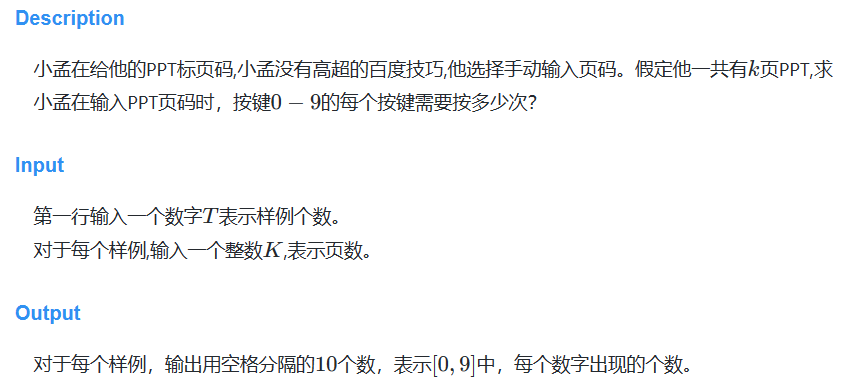 Description
小孟在给他的PPT标页码,小孟没有高超的百度技巧,他选择手动输入页码。假定他一共有k页PPT,求
小孟在输入PPT页码时，按键0 − 9的每个按键需要按多少次？
Input
第一行输入一个数字T表示样例个数。
对于每个样例,输入一个整数K,表示页数。
Output
对于每个样例，输出用空格分隔的10个数，表示[0, 9]中，每个数字出现的个数。